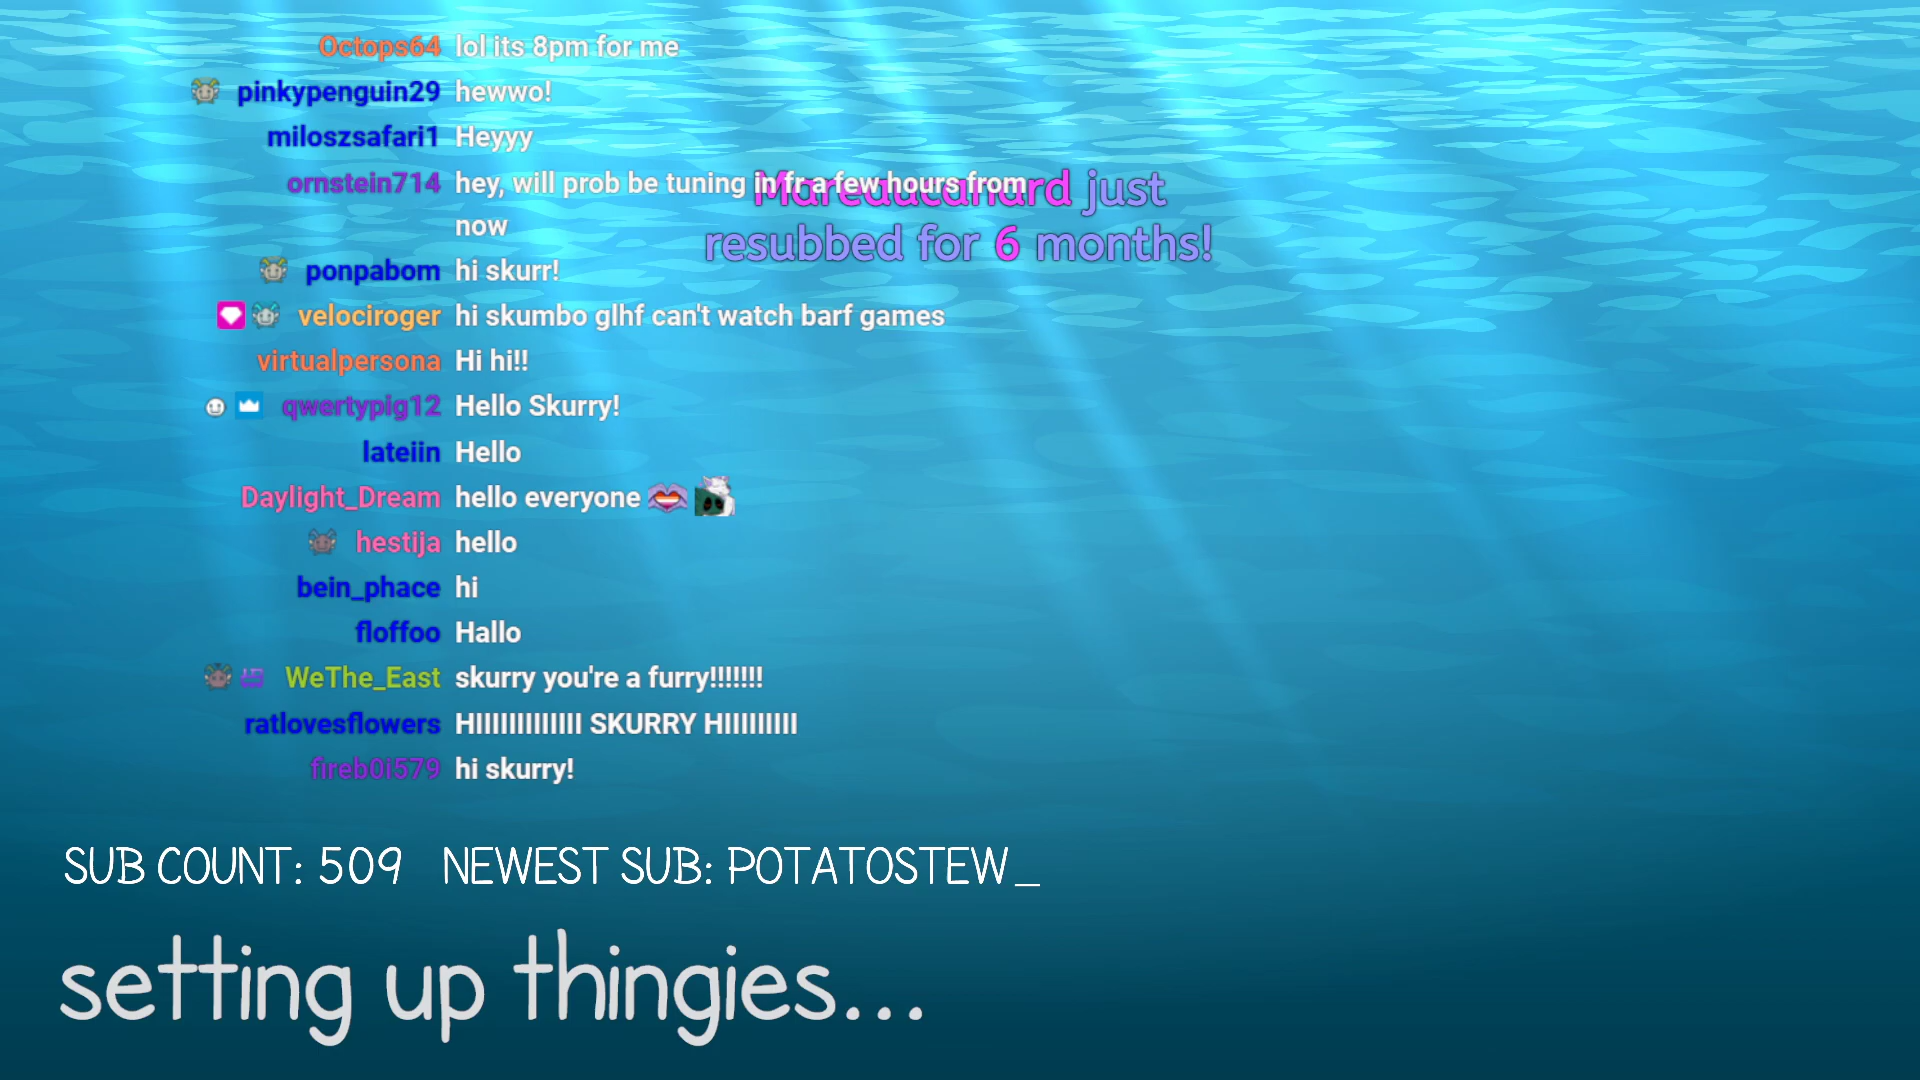 Octops64 lol its 8pm for me
pinkypenguin29 hewwo!
miloszsafari1 Heyyy
ornstein714 hey, will prob be tuning in fr a few hours from
now
just
resubbed for 6 months!
ponpabom hi skurr!
velociroger hi skumbo glhf can't watch barf games
virtualpersona Hi hi!!
qwertypig12 Hello Skurry!
lateiin Hello
Daylight_Dream hello everyone
hestija hello
bein_phace hi
floffoo Hallo
WeThe_East skurry you're a furry!!!!!!!
ratlovesflowers HIIIIIIIIIIIII SKURRY HIIIIIIIII
fireb0i579 hi skurry!
SUB COUNT: 509 NEWEST SUB: POTATOSTEW_
setting up thingies...